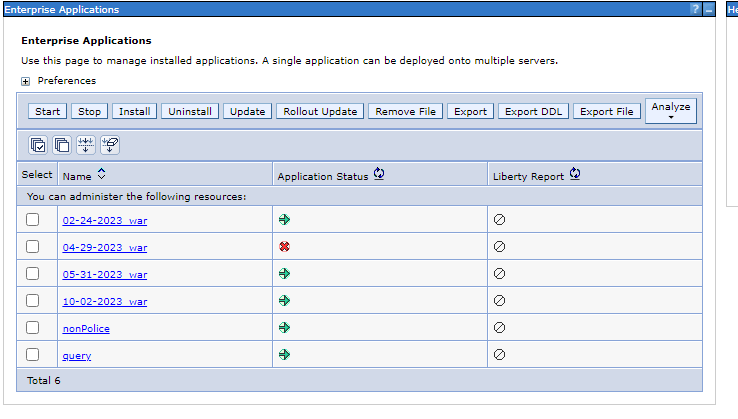 Enterprise Applications ? _ He
Enterprise Applications
Use this page to manage installed applications. A single application can be deployed onto multiple servers.
+ Preferences
Start Stop Install Uninstall Update Rollout Update Remove File Export Export DDL Export File Analyze
Select Name Application Status Liberty Report
You can administer the following resources:
02-24-2023_war
04-29-2023_war
05-31-2023_war
10-02-2023_war
nonPolice
query
Total 6